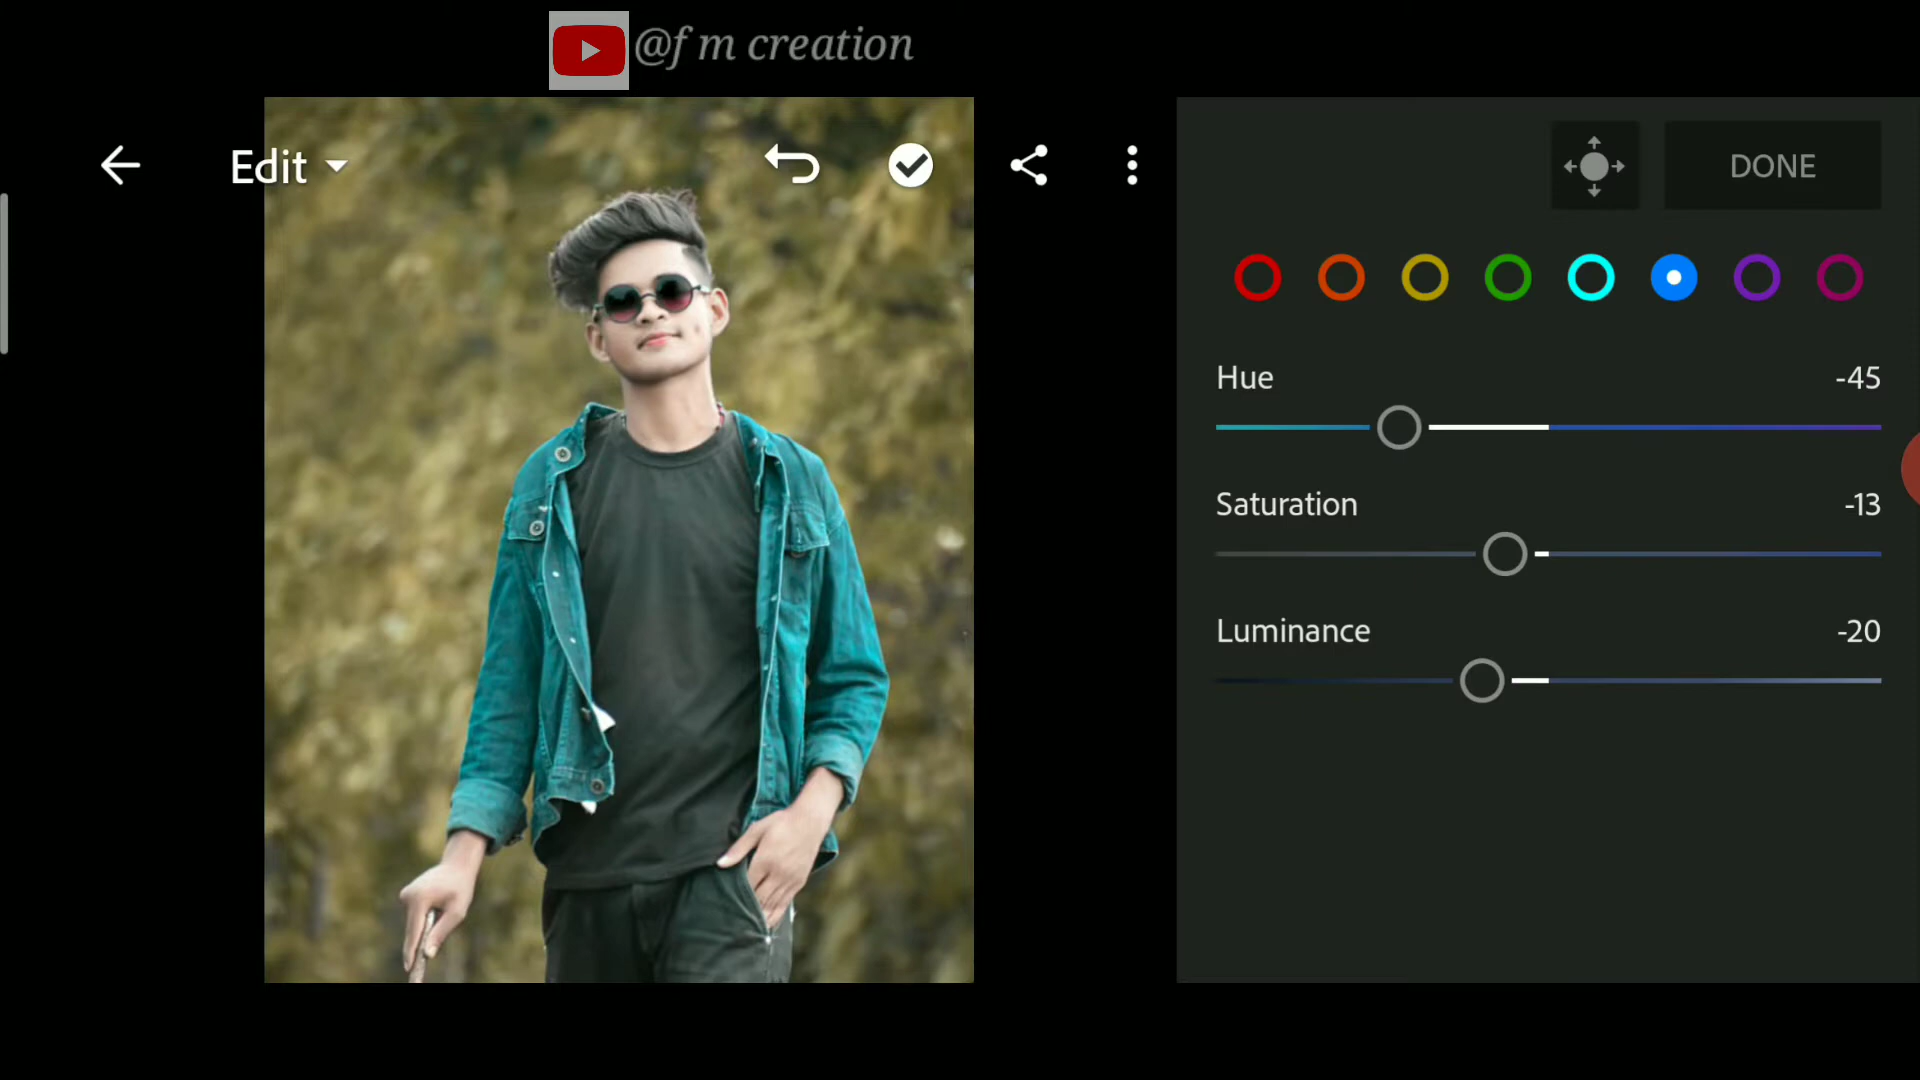 @f m creation
Edit
DONE
Hue -45
Saturation -13
Luminance -20